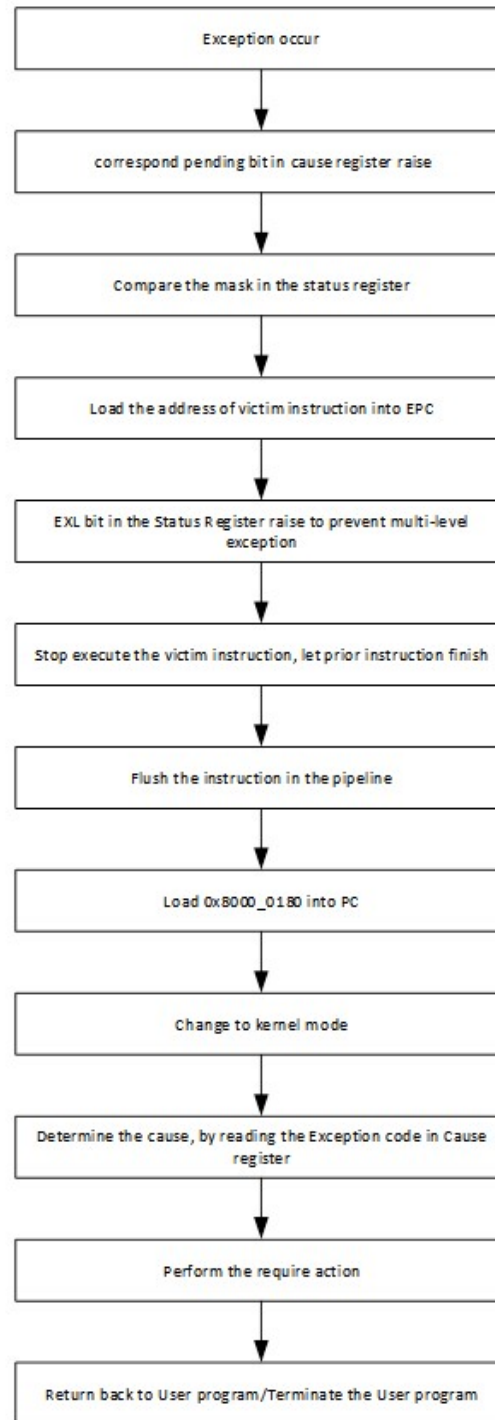 Exception occur
correspond pending bit in cause register raise
Compare the mask in the status register
Load the address of victim instruction into EPC
EXL bit in the Status Register raise to prevent multi-level
exception
Stop execute the victim instruction, let prior instruction finish
Flush the instruction in the pipeline
Load 0x8000_0180 into PC
Change to kernel mode
Determine the cause, by reading the Exception code in Cause
register
Perform the require action
Return back to User program/Terminate the User program